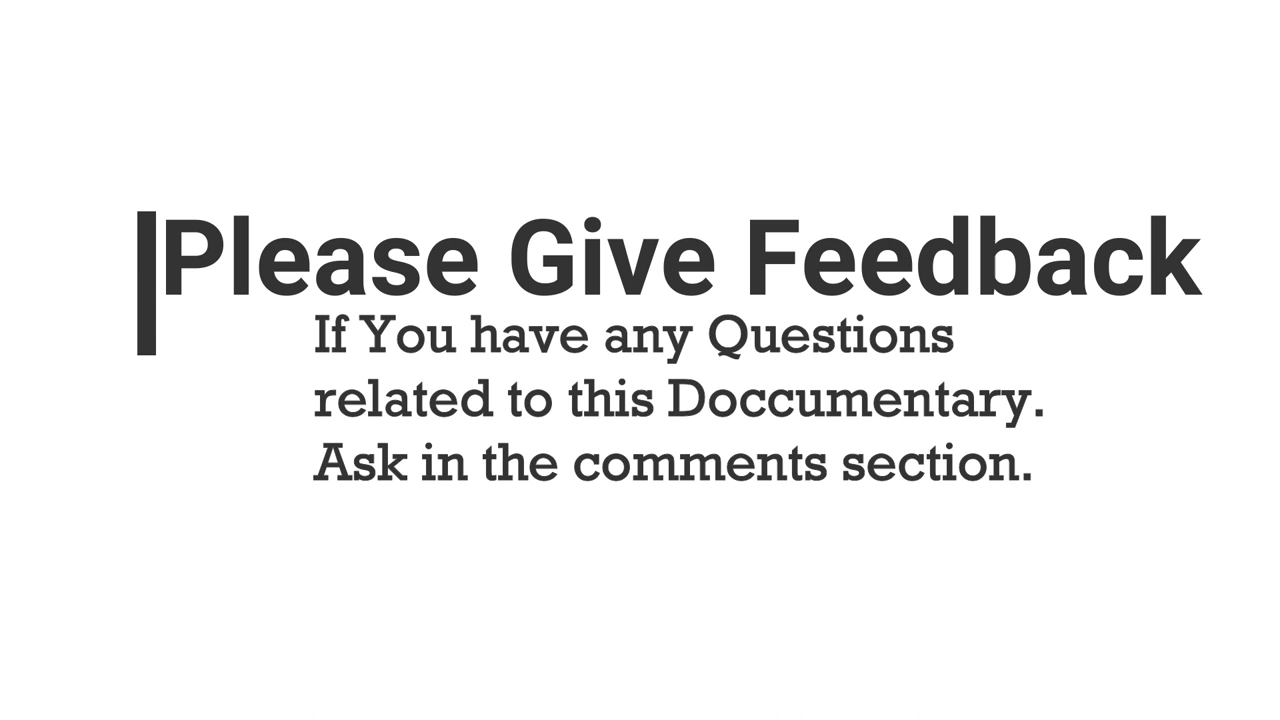 Please Give Feedback
If You have any Questions
related to this Doccumentary.
Ask in the comments section.